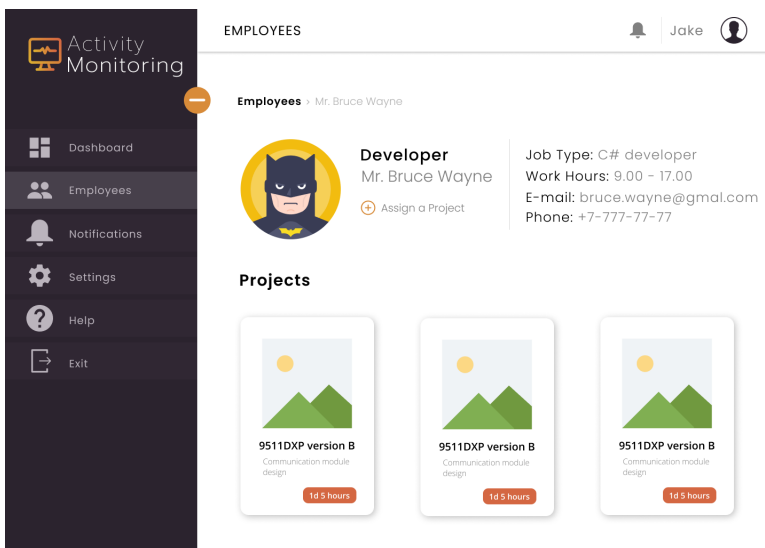 Activity
Monitoring
Dashboard
Employees
Notifications
Settings
Help
Exit
EMPLOYEES
Jake
Employees › Mr. Bruce Wayne
Developer
Mr. Bruce Wayne
Assign a Project
Job Type: C# developer
Work Hours: 9.00 - 17.00
E-mail: bruce.wayne@gmal.com
Phone: +7-777-77-77
Projects
9511DXP version B
Communication module
design
1d 5 hours
9511DXP version B
Communication module
design
1d 5 hours
9511DXP version B
Communication module
design
1d 5 hours